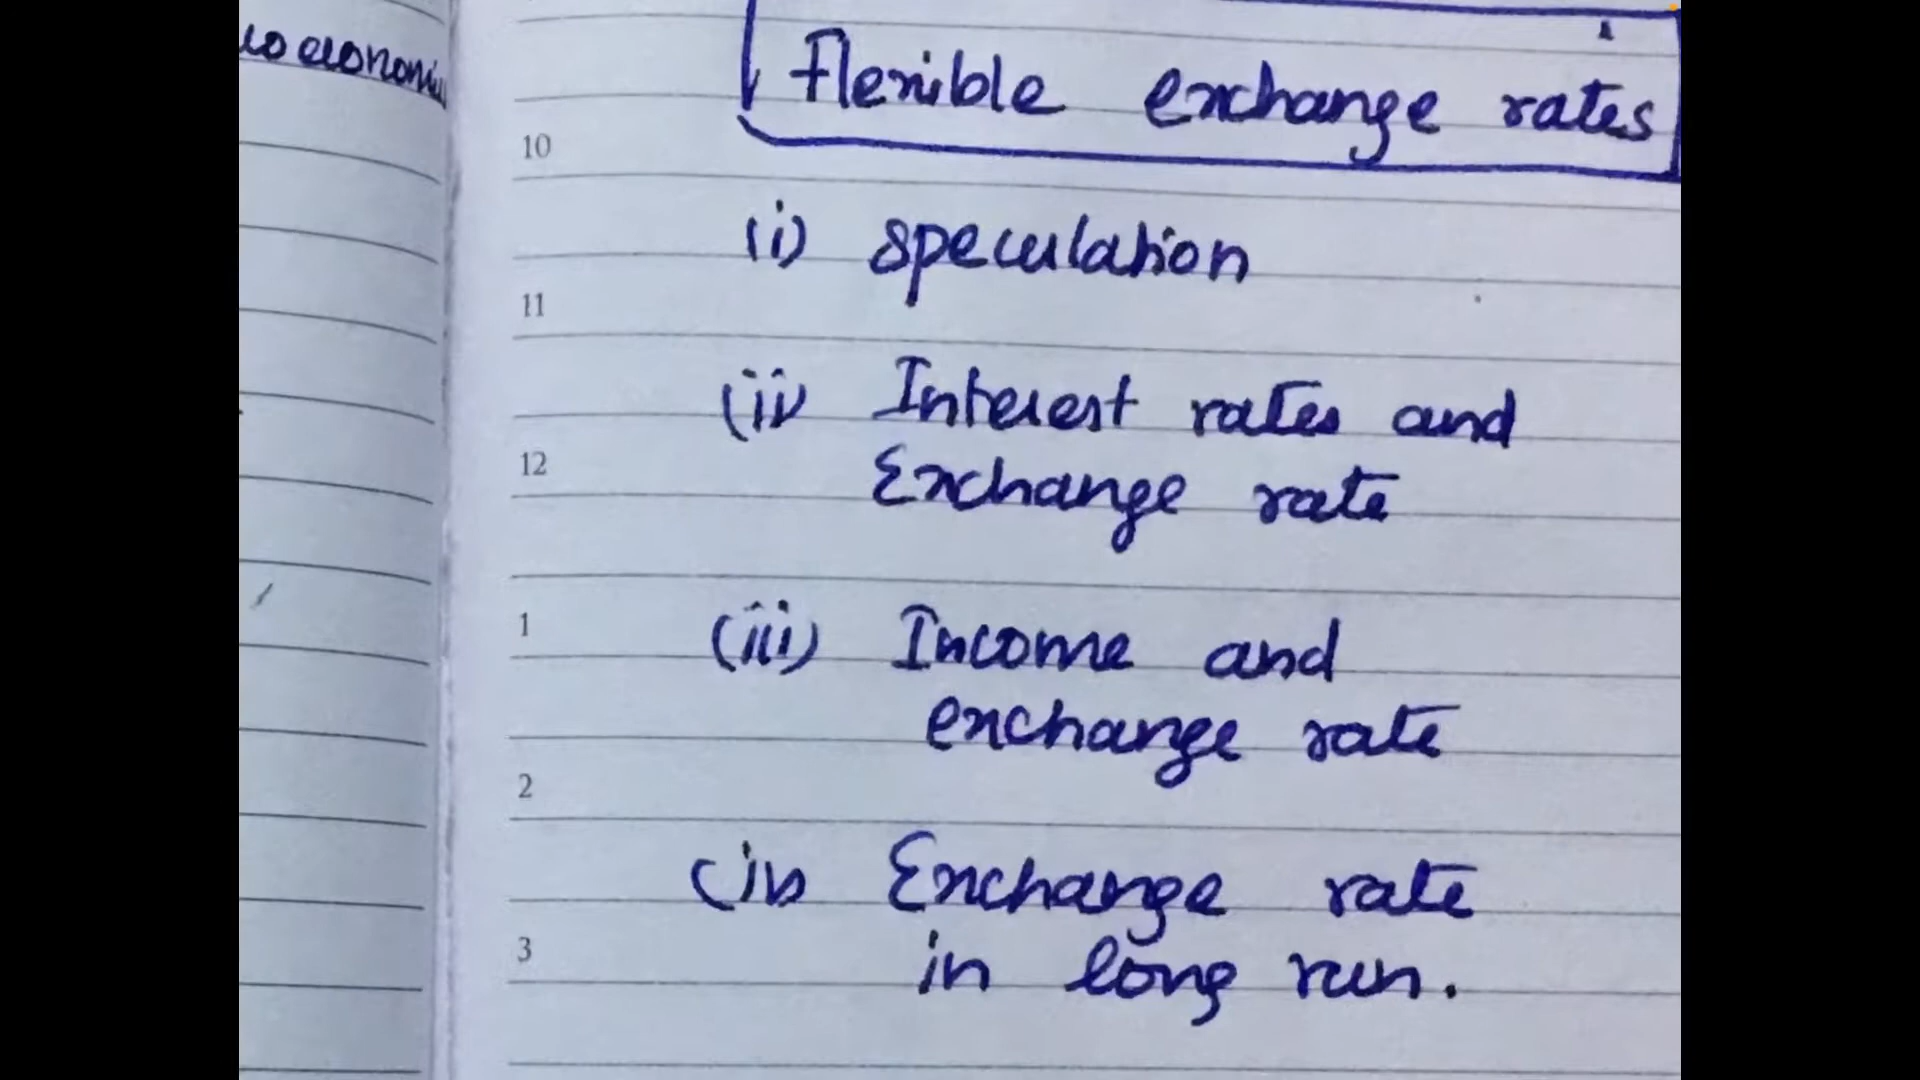 Flexible exchange rates
10
(i) speculation
11
(ii) Interest rates and
12
Exchange rate
1
(iii) Income and
exchange rate
2
(iv) Exchange rate
3
in long run.